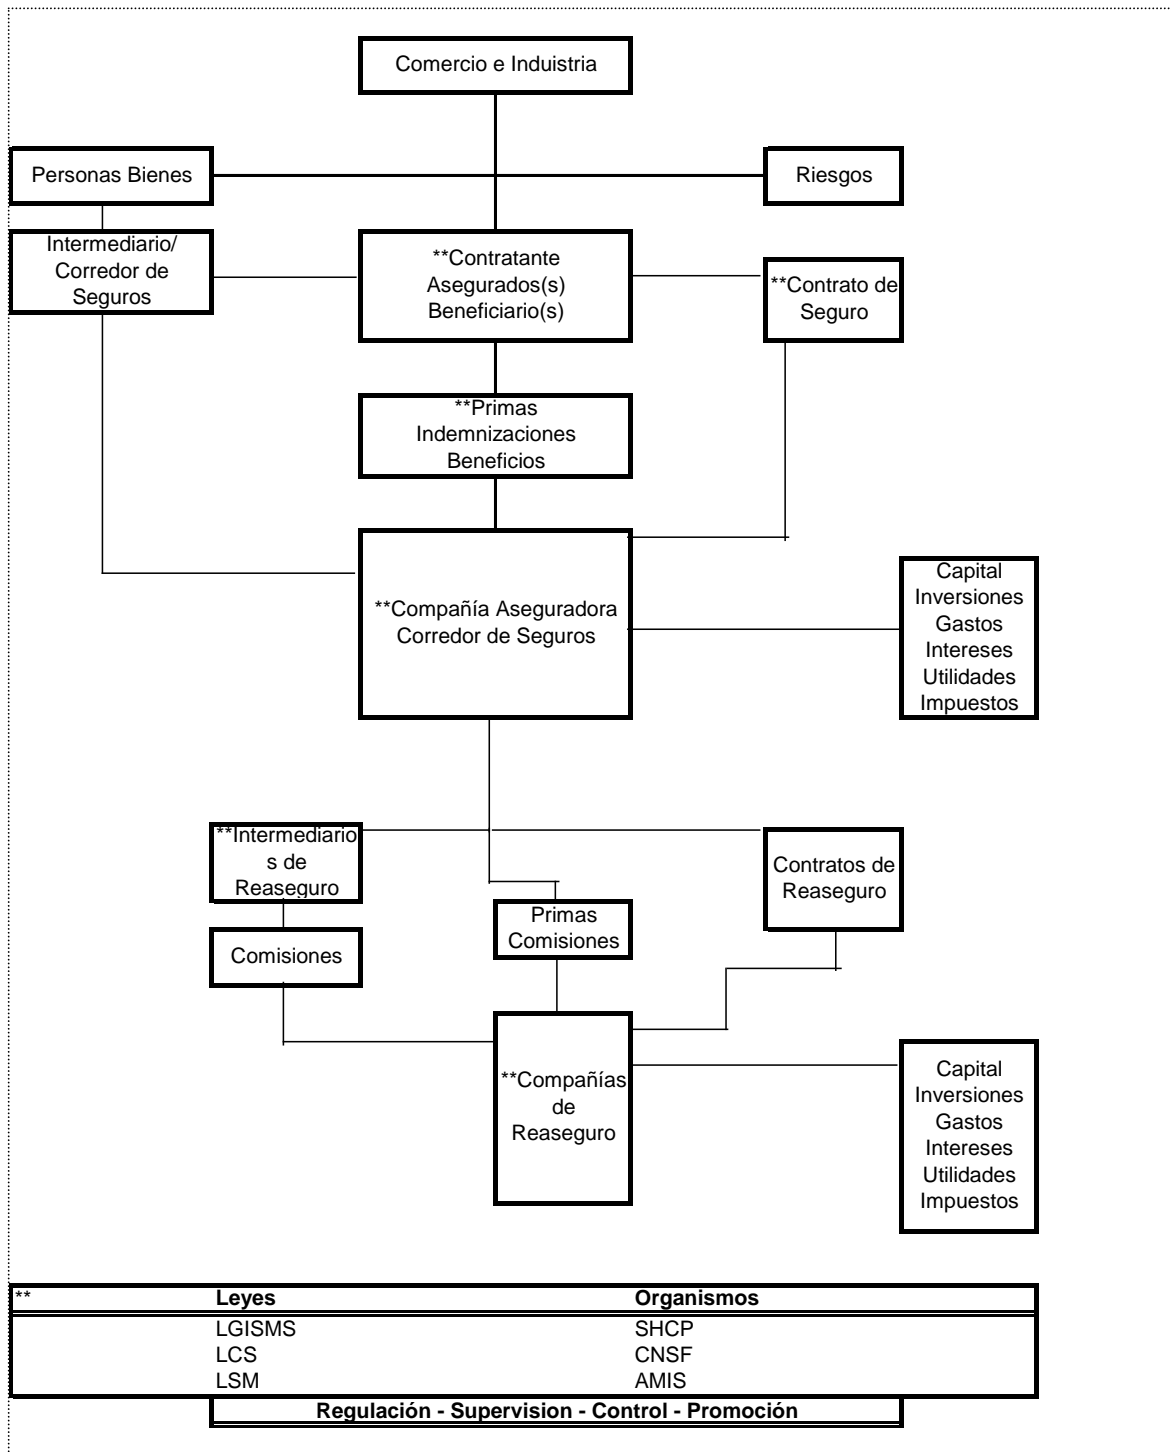 Comercio e Induistria
Personas Bienes
Riesgos
Intermediario/
Corredor de
Seguros
**Contratante
Asegurados(s)
Beneficiario(s)
**Contrato de
Seguro
**Primas
Indemnizaciones
Beneficios
**Compañía Aseguradora
Corredor de Seguros
Capital
Inversiones
Gastos
Intereses
Utilidades
Impuestos
**Intermediario
s de
Reaseguro
Contratos de
Reaseguro
Primas
Comisiones
Comisiones
**Compañías
de
Reaseguro
Capital
Inversiones
Gastos
Intereses
Utilidades
Impuestos
** Leyes Organismos
LGISMS SHCP
LCS CNSF
LSM AMIS
Regulación - Supervision - Control - Promoción